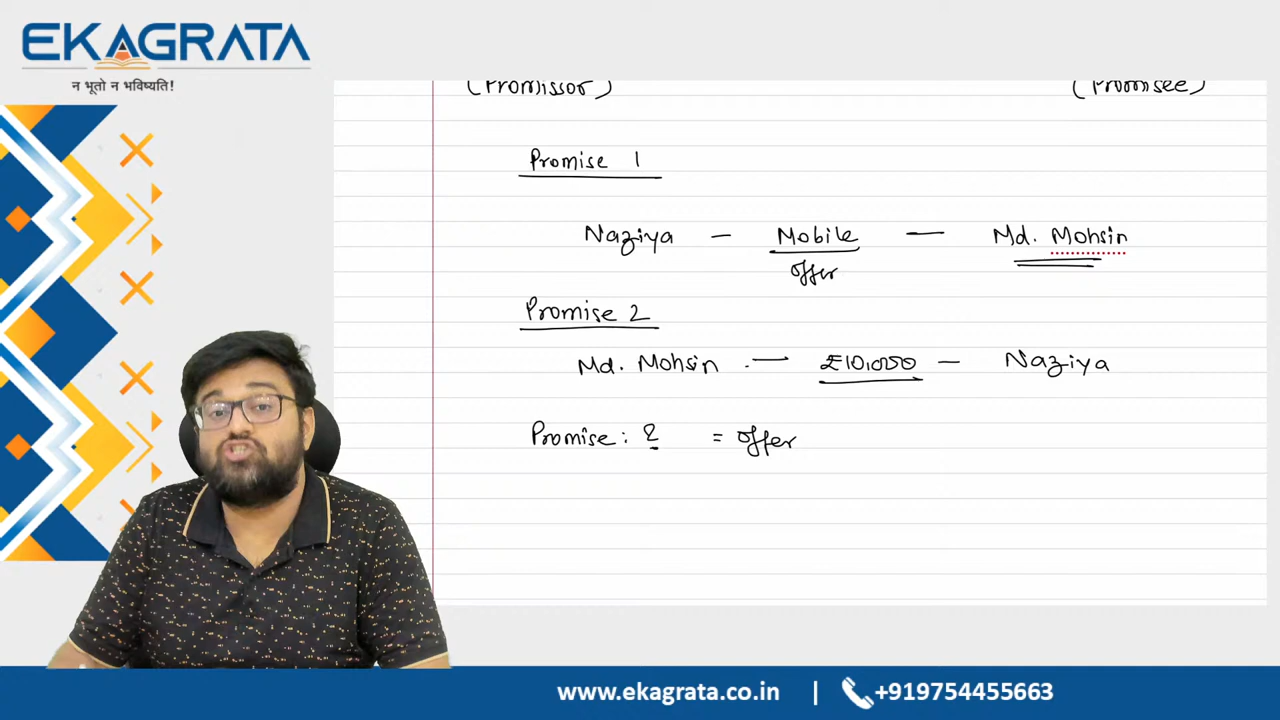 EKAGRATA
न भूतो न भविष्यति!
(Promissor) (Promisee)
Promise 1
Naziya — Mobile — Md. Mohsin
offer
Promise 2
Md. Mohsin — ₹10,000 — Naziya
Promise: 2 = offer
www.ekagrata.co.in | +919754455663